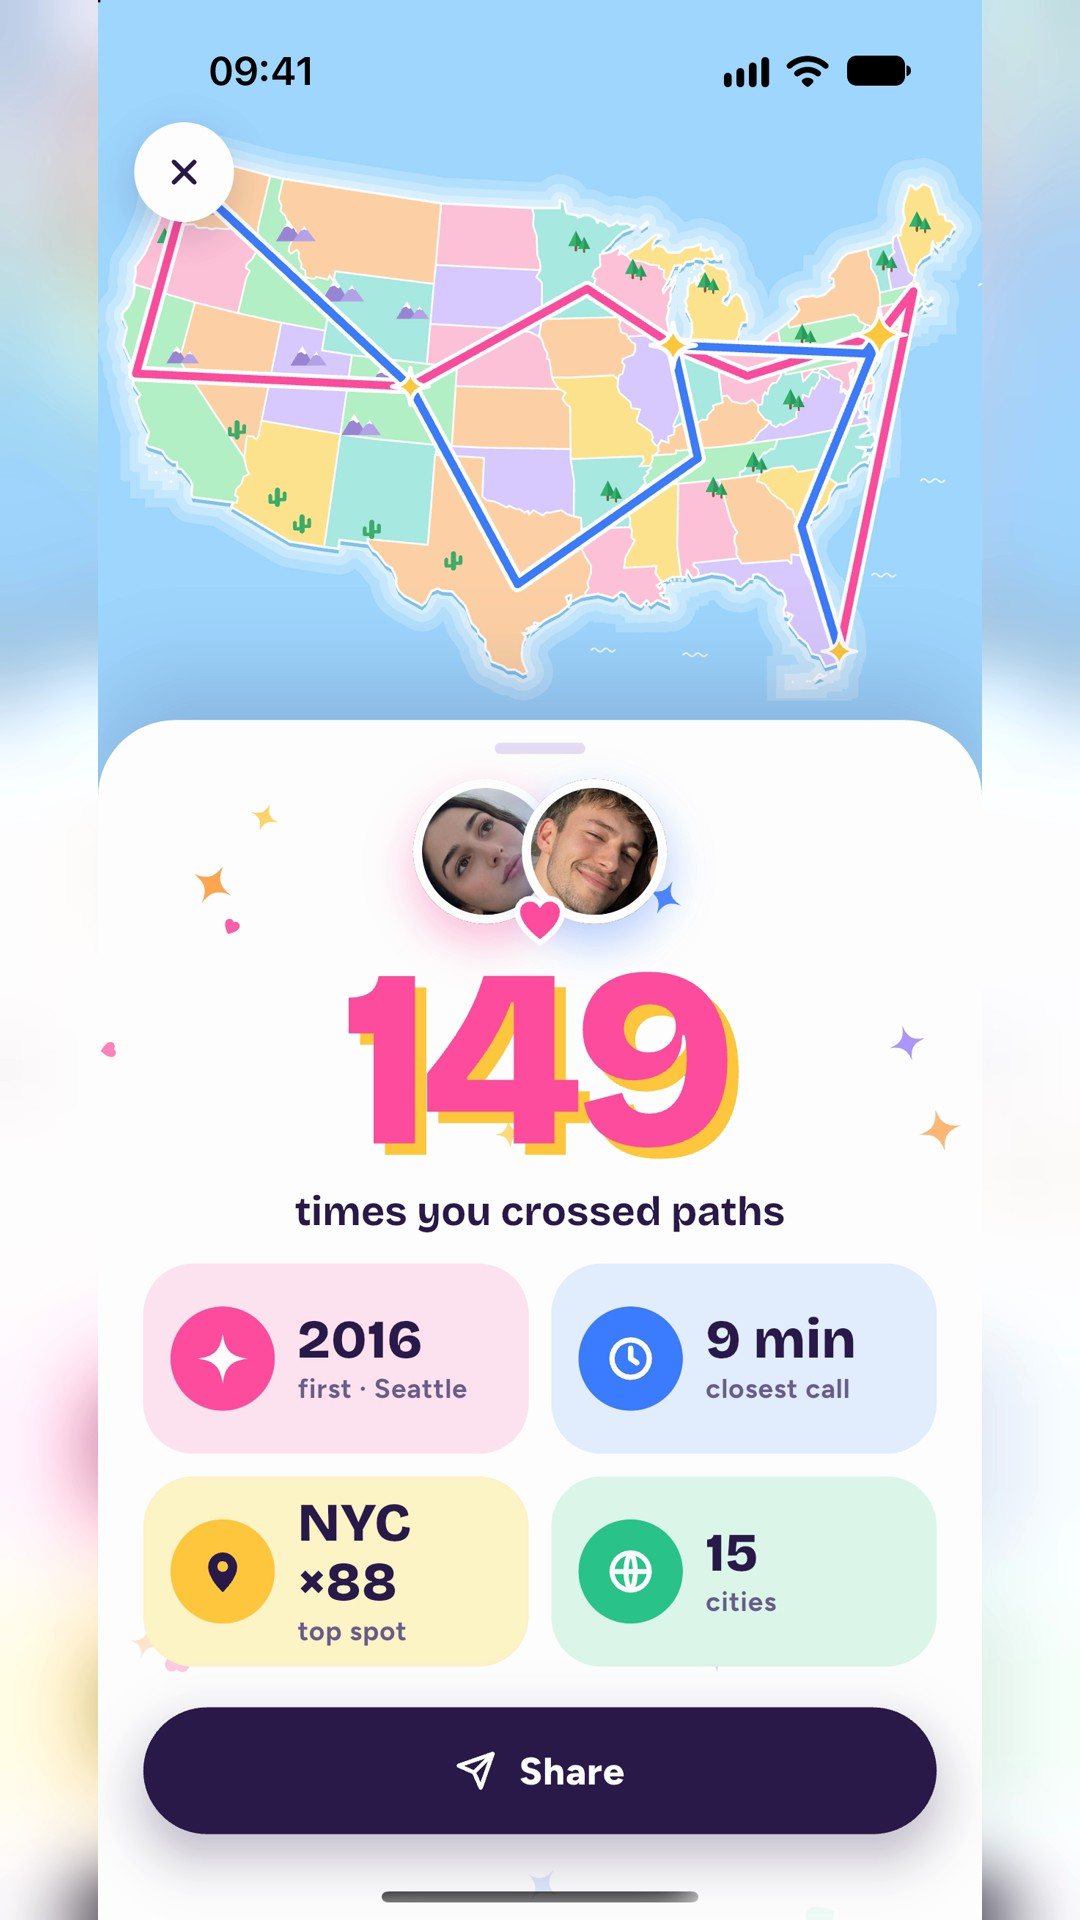 09:41
149
times you crossed paths
2016
first · Seattle
9 min
closest call
NYC
×88
top spot
15
cities
Share